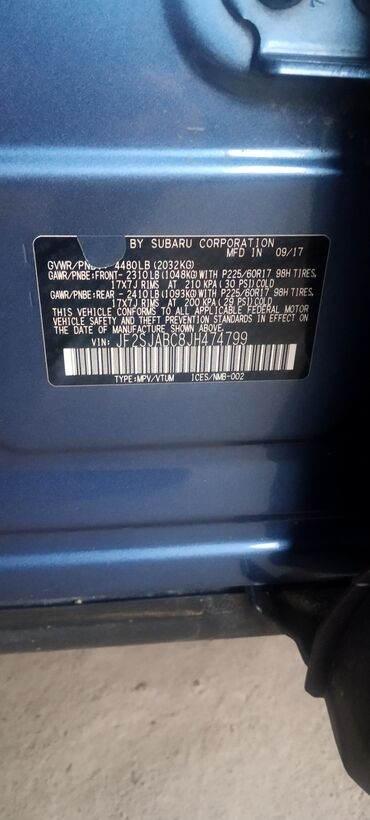 BY SUBARU CORPORATION
MFD IN 09/17
GVWR/PNBV: 4480LB(2032KG)
GAWR/PNBE:FRONT- 2310LB(1048KG)WITH P225/60R17 98H TIRES,
17X7J RIMS AT 210 KPA (30 PSI)COLD
GAWR/PNBE:REAR - 2410LB(1093KG)WITH P225/60R17 98H TIRES,
17X7J RIMS AT 200 KPA (29 PSI)COLD
THIS VEHICLE CONFORMS TO ALL APPLICABLE FEDERAL MOTOR
VEHICLE SAFETY, BUMPER, AND THEFT PREVENTION STANDARDS IN
EFFECT ON THE DATE OF MANUFACTURE SHOWN ABOVE.
VIN: JF2SJABC8JH474799
TYPE:MPV/VTUM ICES/NMB-002